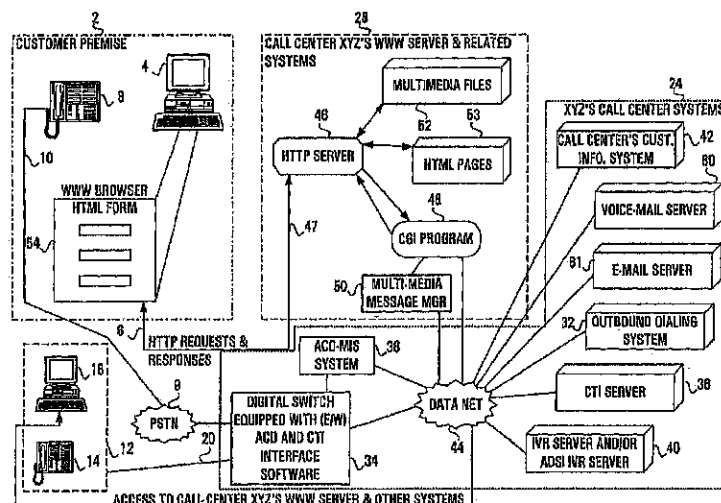 2
28
CUSTOMER PREMISE
CALL CENTER XYZ'S WWW SERVER & RELATED
SYSTEMS
4
8
10
MULTIMEDIA FILES
24
XYZ'S CALL CENTER SYSTEMS
46
52
53
HTTP SERVER
HTML PAGES
CALL CENTER'S CUST.
INFO. SYSTEM
42
60
WWW BROWSER
HTML FORM
54
47
48
CGI PROGRAM
VOICE-MAIL SERVER
61
E-MAIL SERVER
50
MULTI-MEDIA
MESSAGE MGR
6
HTTP REQUESTS &
RESPONSES
32
OUTBOUND DIALING
SYSTEM
ACD-MIS
SYSTEM
36
16
9
PSTN
DIGITAL SWITCH
EQUIPPED WITH (E/W)
ACD AND CTI
INTERFACE
SOFTWARE
DATA NET
44
CTI SERVER
38
12
14
20
34
IVR SERVER AND/OR
ADSI IVR SERVER
40
ACCESS TO CALL-CENTER XYZ'S WWW SERVER & OTHER SYSTEMS